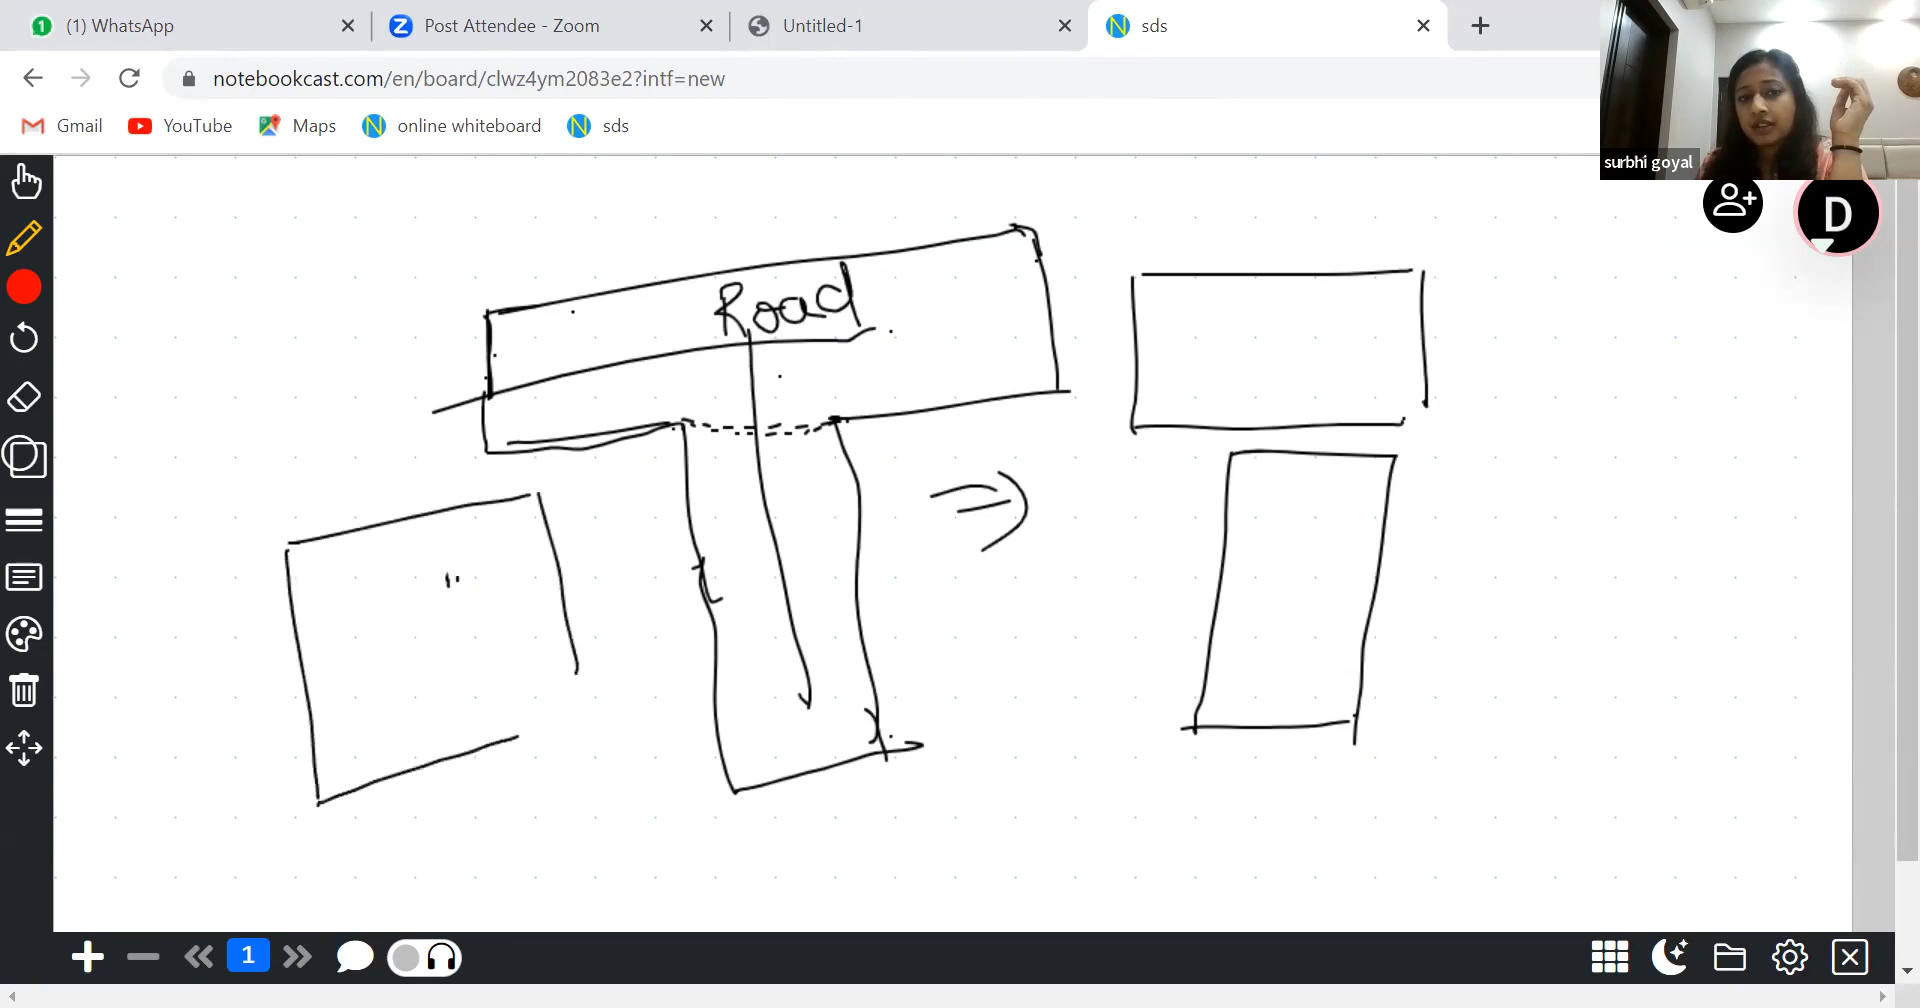 (1) WhatsApp
Post Attendee - Zoom
Untitled-1
sds
notebookcast.com/en/board/clwz4ym2083e2?intf=new
Gmail
YouTube
Maps
online whiteboard
sds
surbhi goyal
D
Road
1